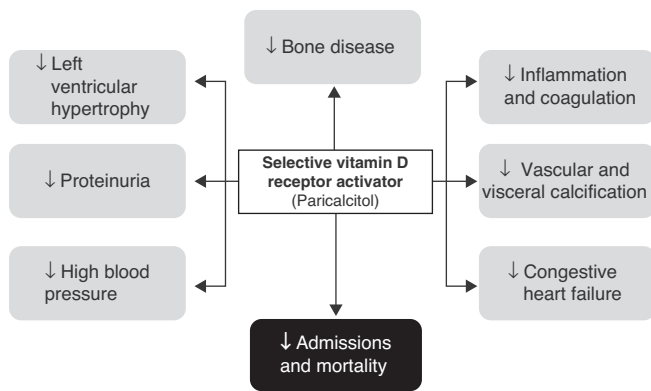 ↓ Bone disease
↓ Left
ventricular
hypertrophy
↓ Inflammation
and coagulation
↓ Proteinuria
Selective vitamin D
receptor activator
(Paricalcitol)
↓ Vascular and
visceral calcification
↓ High blood
pressure
↓ Congestive
heart failure
↓ Admissions
and mortality